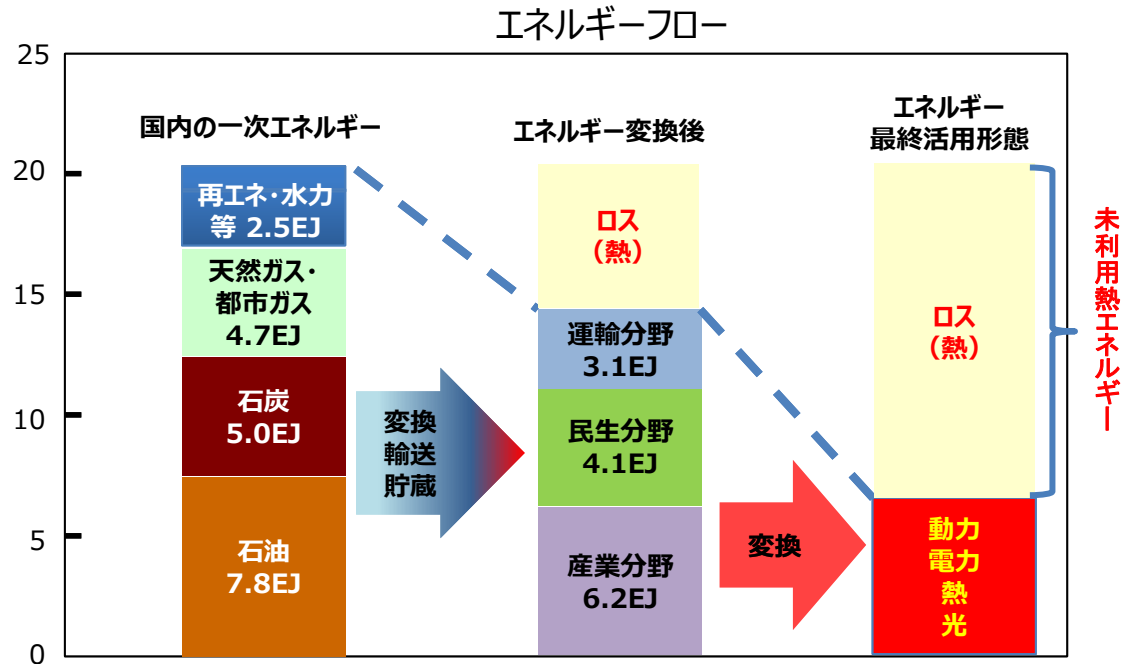 エネルギーフロー
25
20
15
10
5
0
国内の一次エネルギー
再エネ・水力
等 2.5EJ
天然ガス・
都市ガス
4.7EJ
石炭
5.0EJ
石油
7.8EJ
変換
輸送
貯蔵
エネルギー変換後
ロス
（熱）
運輸分野
3.1EJ
民生分野
4.1EJ
産業分野
6.2EJ
変換
エネルギー
最終活用形態
ロス
（熱）
動力
電力
熱
光
未利用熱エネルギー